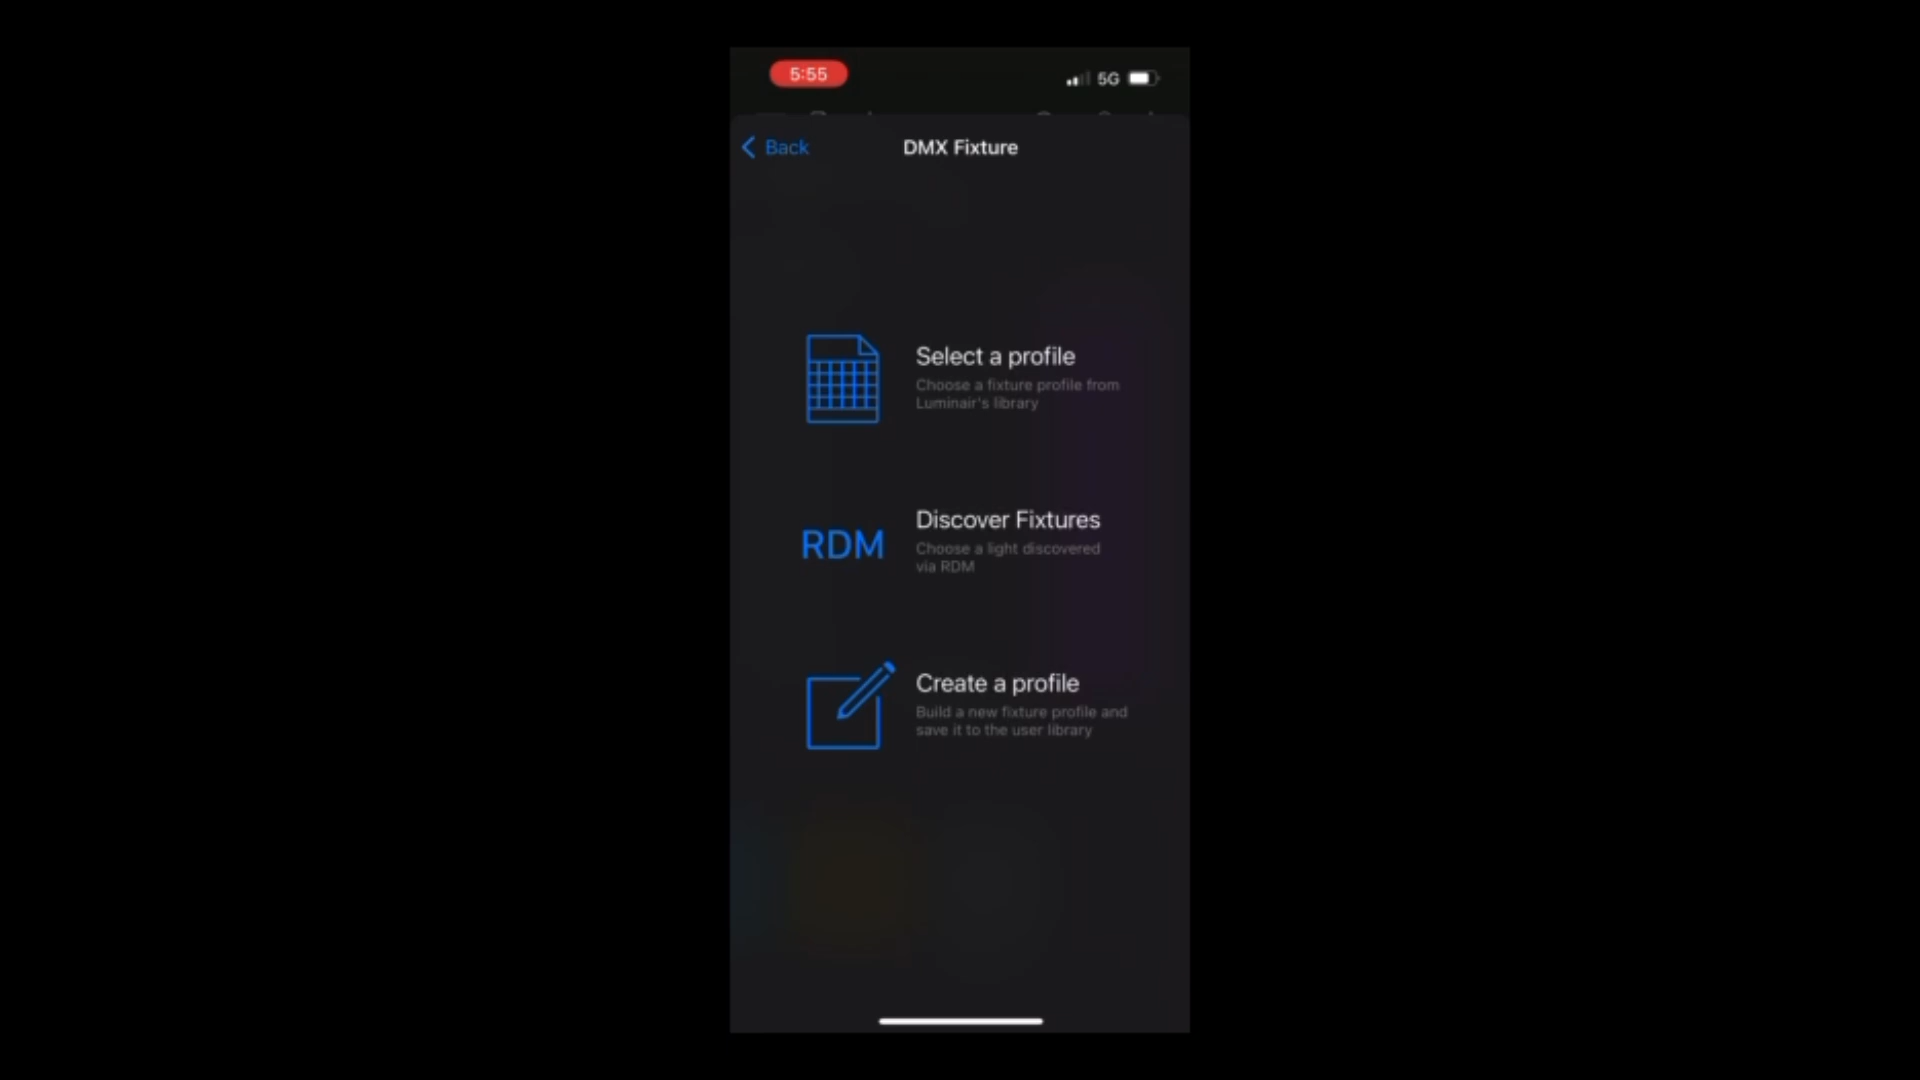 5:55
5G
Back
DMX Fixture
Select a profile
Choose a fixture profile from
Luminair's library
RDM
Discover Fixtures
Choose a light discovered
via RDM
Create a profile
Build a new fixture profile and
save it to the user library